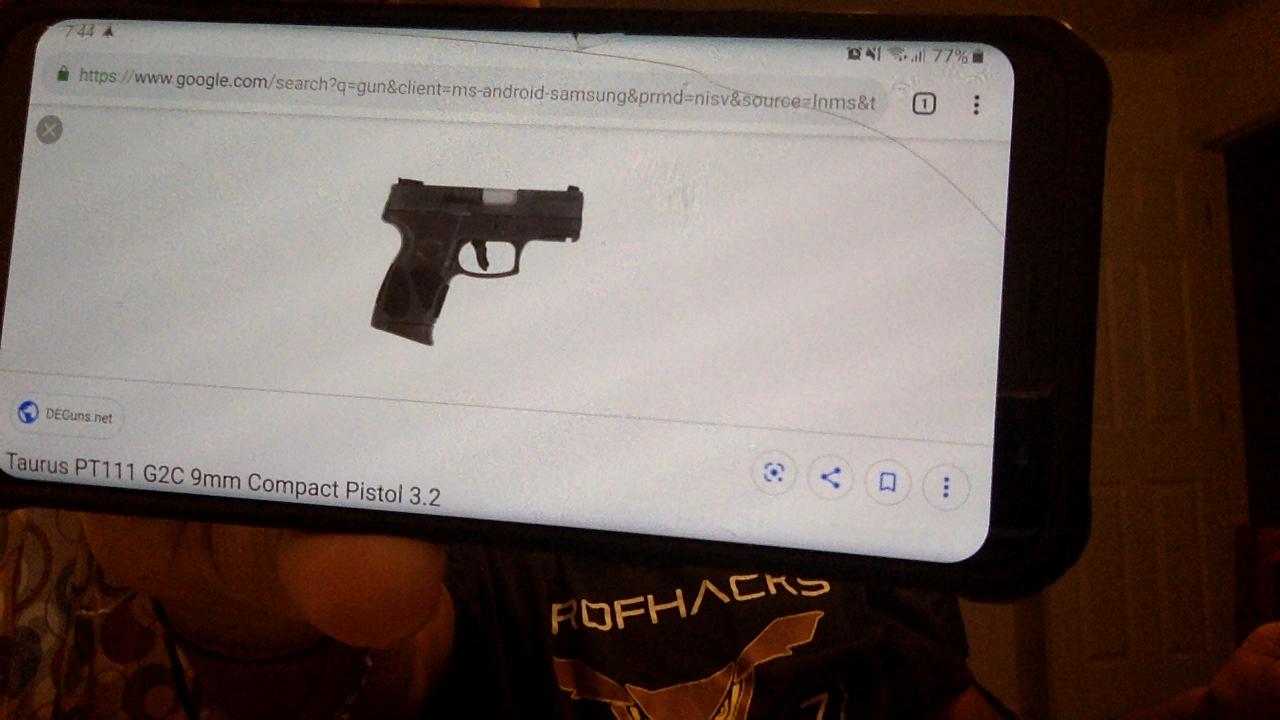 7:44
77%
https://www.google.com/search?q=gun&client=ms-android-samsung&prmd=nisv&source=lnms&t
1
DEGuns.net
Taurus PT111 G2C 9mm Compact Pistol 3.2
ROFHACKS